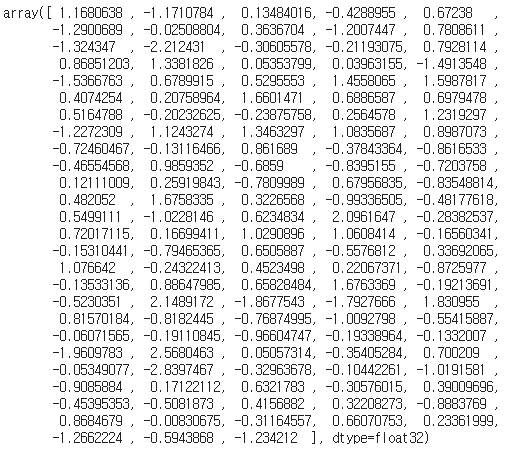 array([ 1.1680638 , -1.1710784 ,  0.13484016, -0.4288955 ,  0.67238   ,
       -1.2900689 , -0.02508804,  0.3636704 , -1.2007447 ,  0.7808611 ,
       -1.324347  , -2.212431  , -0.30605578, -0.21193075,  0.7928114 ,
        0.86851203,  1.3381826 ,  0.05353799,  0.03963155, -1.4913548 ,
       -1.5366763 ,  0.6789915 ,  0.5295553 ,  1.4558065 ,  1.5987817 ,
        0.4074254 ,  0.20758964,  1.6601471 ,  0.6886587 ,  0.6979478 ,
        0.5164788 , -0.20232625, -0.23875758,  0.2564578 ,  1.2319297 ,
       -1.2272309 ,  1.1243274 ,  1.3463297 ,  1.0835687 ,  0.8987073 ,
       -0.72460467, -0.13116466,  0.861689  , -0.37843364, -0.8616533 ,
       -0.46554568,  0.9859352 , -0.6859    , -0.8395155 , -0.7203758 ,
        0.12111009,  0.25919843, -0.7809989 ,  0.67956835, -0.83548814,
        0.482052  ,  1.6758335 ,  0.3226568 , -0.99336505, -0.48177618,
        0.5499111 , -1.0228146 ,  0.6234834 ,  2.0961647 , -0.28382537,
        0.72017115,  0.16699411,  1.0290896 ,  1.0608414 , -0.16560341,
       -0.15310441, -0.79465365,  0.6505887 , -0.5576812 ,  0.33692065,
        1.076642  , -0.24322413,  0.4523498 ,  0.22067371, -0.8725977 ,
       -0.13533136,  0.88647985,  0.65828484,  1.6763369 , -0.19213691,
       -0.5230351 ,  2.1489172 , -1.8677543 , -1.7927666 ,  1.830955  ,
        0.81570184, -0.8182445 , -0.76874995, -1.0092798 , -0.55415887,
       -0.06071565, -0.19110845, -0.96604747, -0.19338964, -0.1332007 ,
       -1.9609783 ,  2.5680463 ,  0.05057314, -0.35405284,  0.700209  ,
       -0.05349077, -2.8397467 , -0.32963678, -0.10442261, -1.0191581 ,
       -0.9085884 ,  0.17122112,  0.6321783 , -0.30576015,  0.39009696,
       -0.45395353, -0.5081873 ,  0.4156882 ,  0.32208273, -0.8883769 ,
        0.8684679 , -0.00830675, -0.31164557,  0.66070753,  0.23361999,
       -1.2662224 , -0.5943868 , -1.234212  ], dtype=float32)